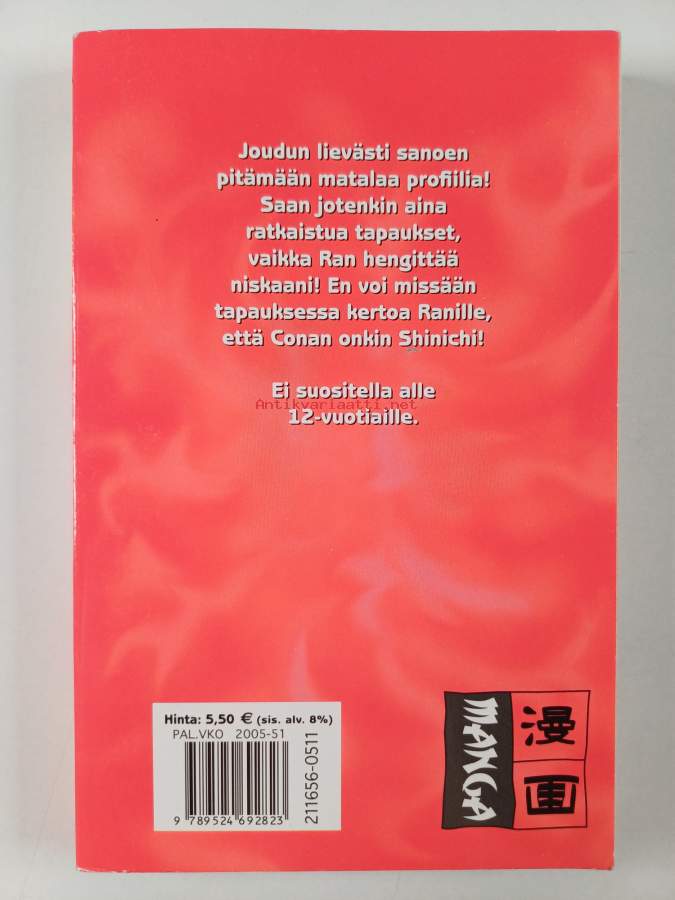 Joudun lievästi sanoen
pitämään matalaa profiilia!
Saan jotenkin aina
ratkaistua tapaukset,
vaikka Ran hengittää
niskaani! En voi missään
tapauksessa kertoa Ranille,
että Conan onkin Shinichi!
Ei suositella alle
Antikvariaatti.net
12-vuotiaille.
Hinta: 5,50 € (sis. alv. 8%)
PAL.VKO 2005-51
9 789524 692823
211656-0511
MANGA
漫画